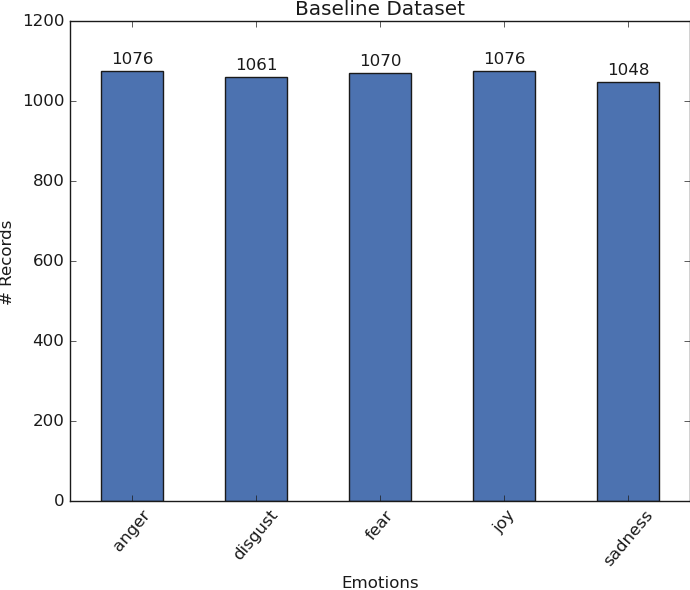 Baseline Dataset
1200
1000
800
600
400
200
0
# Records
1076
1061
1070
1076
1048
anger
disgust
fear
joy
sadness
Emotions